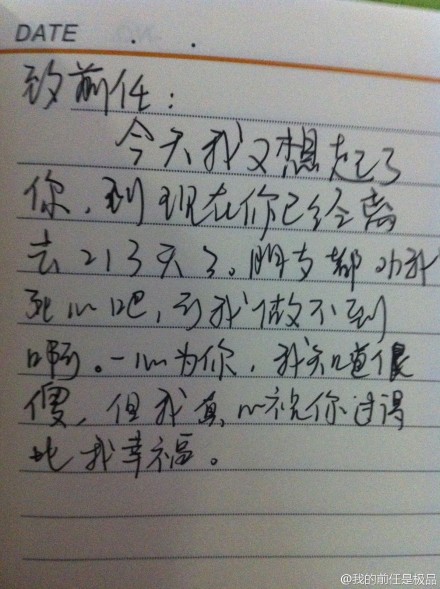 DATE . .
致前任：
今天我又想起了
你，到现在你已经离
去213天了。朋友都劝我
死心吧，可我做不到
啊。一心为你，我知道很
傻，但我真心祝你过得
比我幸福。
@我的前任是极品